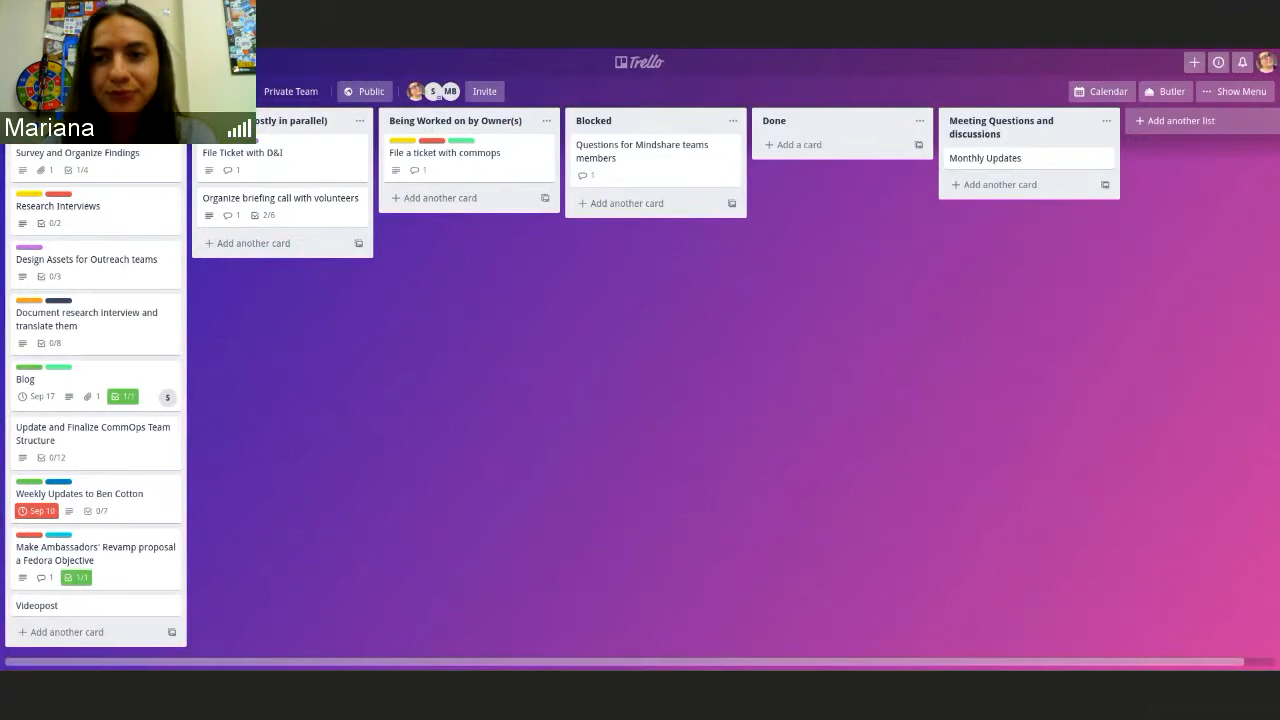 Mariana
Trello
Private Team
Public
S
MB
Invite
Calendar
Butler
Show Menu
Survey and Organize Findings
1
1/4
Research Interviews
0/2
Design Assets for Outreach teams
0/3
Document research interview and
translate them
0/8
Blog
Sep 17
1
1/1
S
Update and Finalize CommOps Team
Structure
0/12
Weekly Updates to Ben Cotton
Sep 10
0/7
Make Ambassadors' Revamp proposal
a Fedora Objective
1
1/1
Videopost
Add another card
in parallel)
File Ticket with D&I
1
Organize briefing call with volunteers
1
2/6
Add another card
Being Worked on by Owner(s)
File a ticket with commops
1
Add another card
Blocked
Questions for Mindshare teams
members
1
Add another card
Done
Add a card
Meeting Questions and
discussions
Monthly Updates
Add another card
Add another list